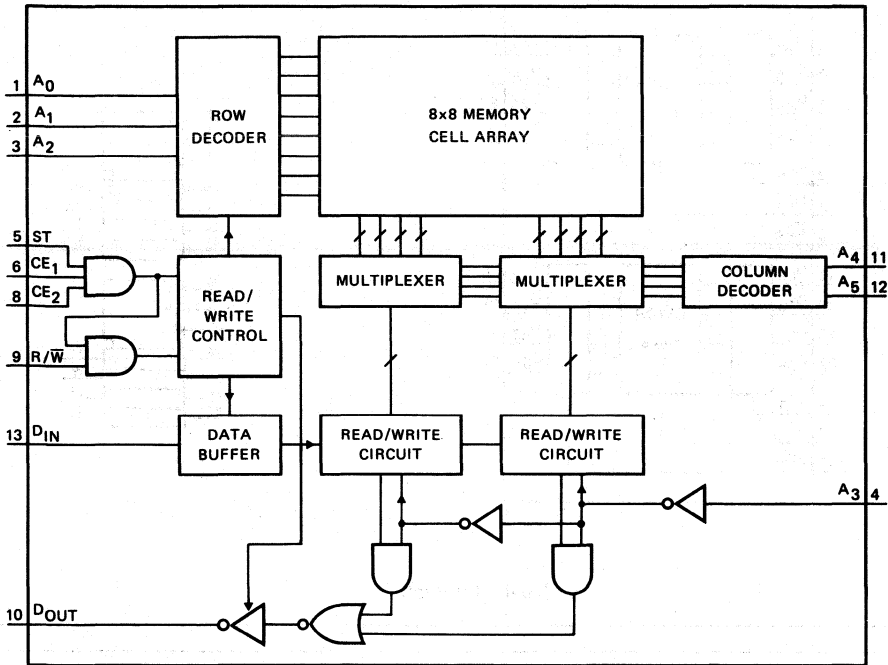 1 A0
2 A1
3 A2
ROW
DECODER
8x8 MEMORY
CELL ARRAY
5 ST
6 CE1
8 CE2
9 R/W̅
READ/
WRITE
CONTROL
MULTIPLEXER
MULTIPLEXER
COLUMN
DECODER
A4 11
A5 12
13 DIN
DATA
BUFFER
READ/WRITE
CIRCUIT
READ/WRITE
CIRCUIT
A3 4
10 DOUT